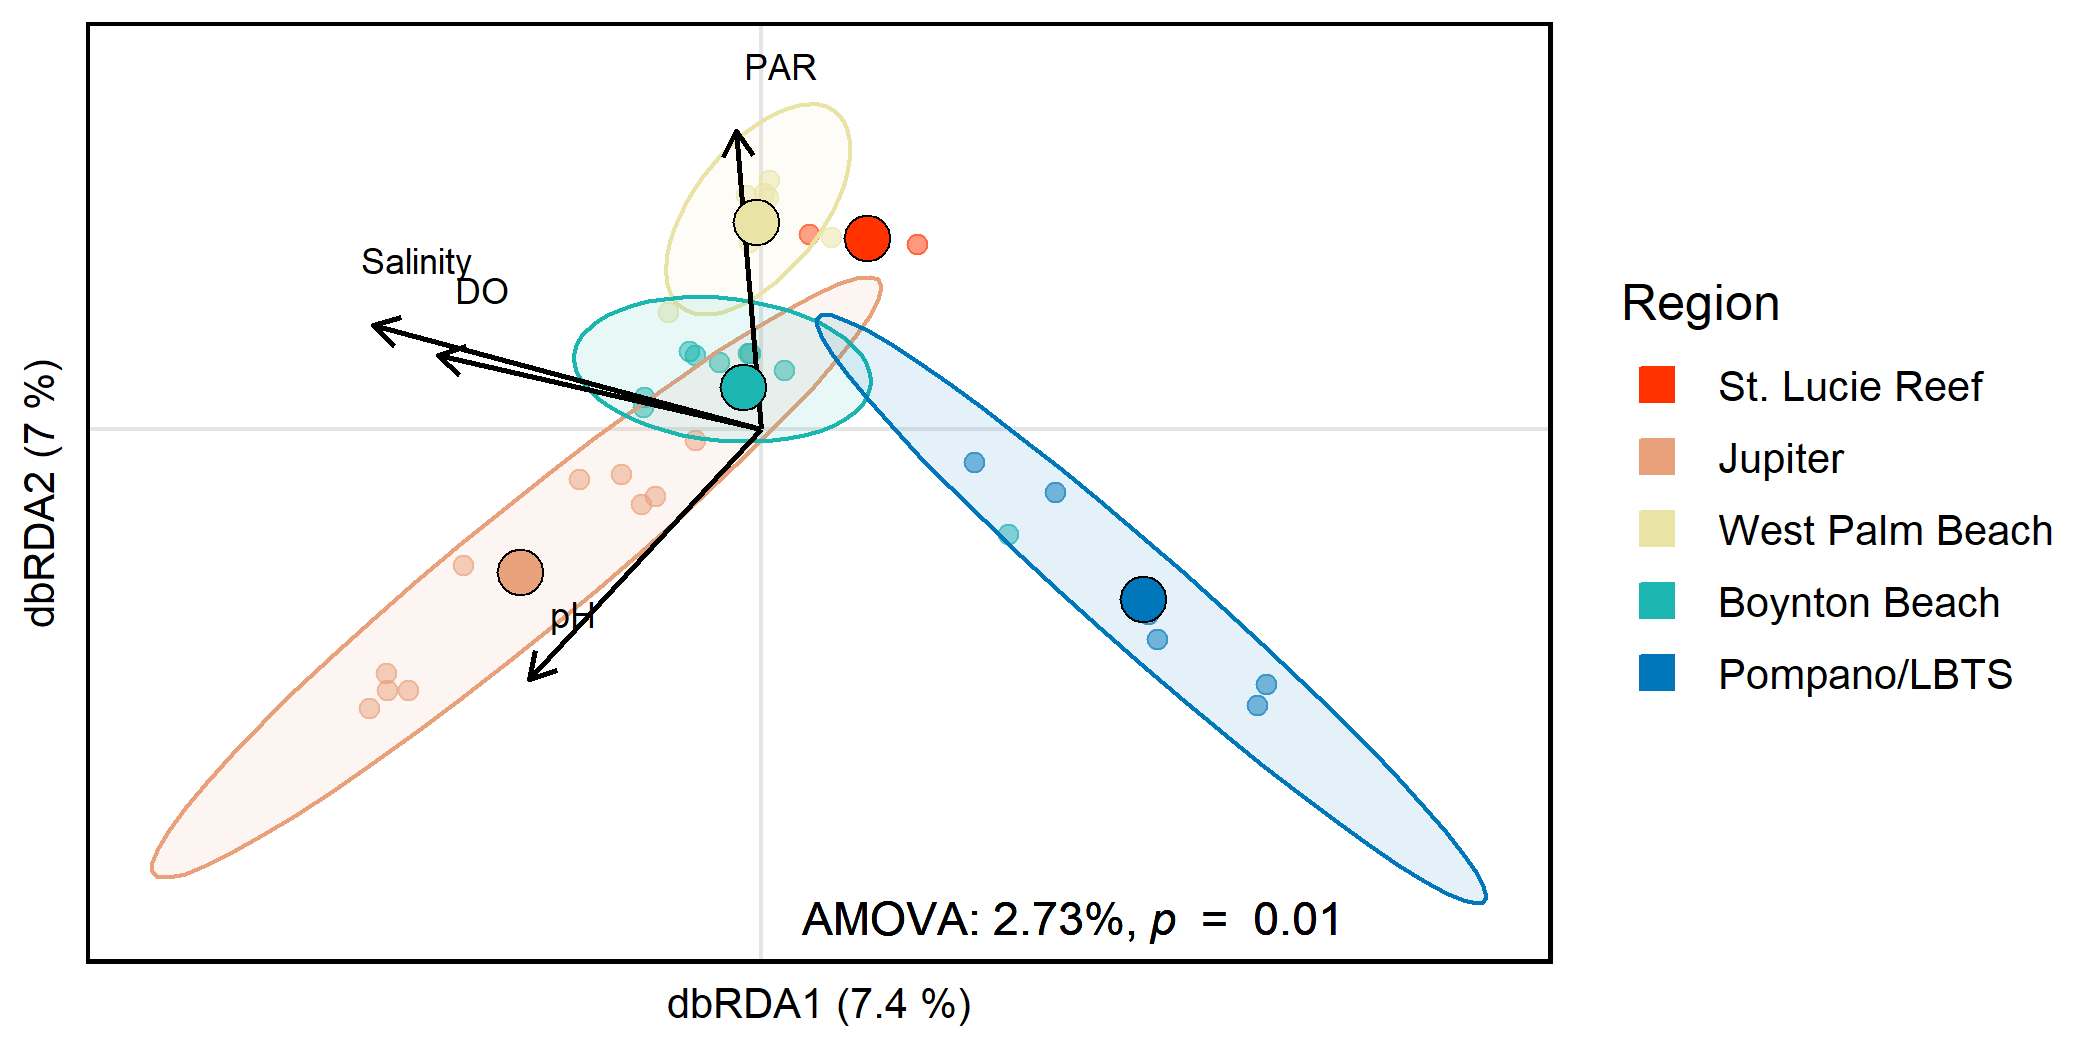 PAR
Salinity
DO
pH
AMOVA: 2.73%, p = 0.01
dbRDA2 (7 %)
dbRDA1 (7.4 %)
Region
St. Lucie Reef
Jupiter
West Palm Beach
Boynton Beach
Pompano/LBTS